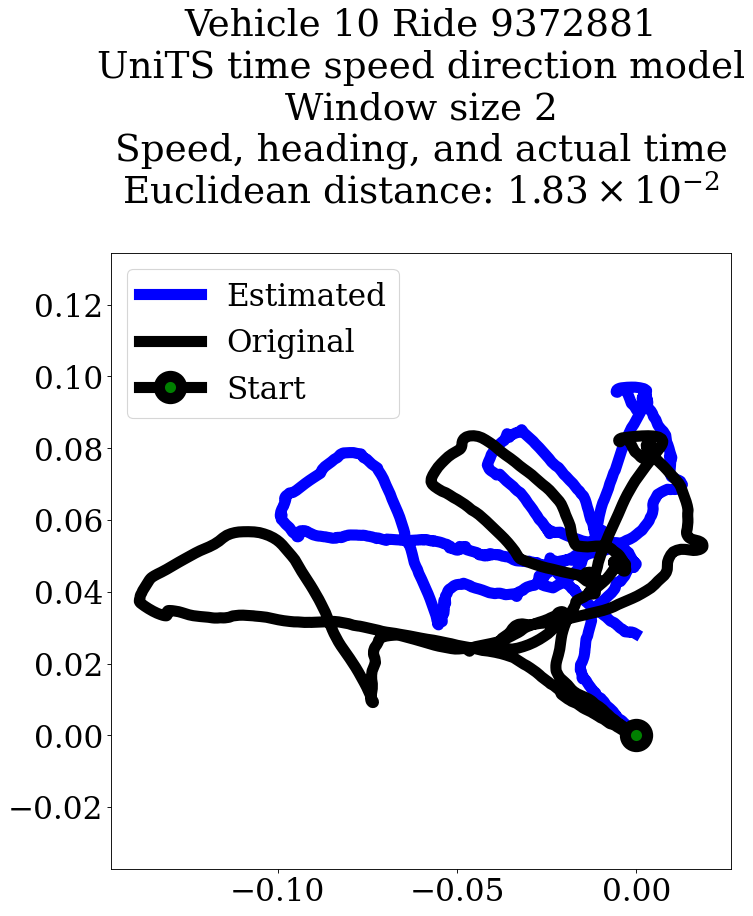 Vehicle 10 Ride 9372881
UniTS time speed direction model
Window size 2
Speed, heading, and actual time
Euclidean distance: 1.83 × 10⁻²
Estimated
Original
Start
0.12
0.10
0.08
0.06
0.04
0.02
0.00
−0.02
−0.10 −0.05 0.00